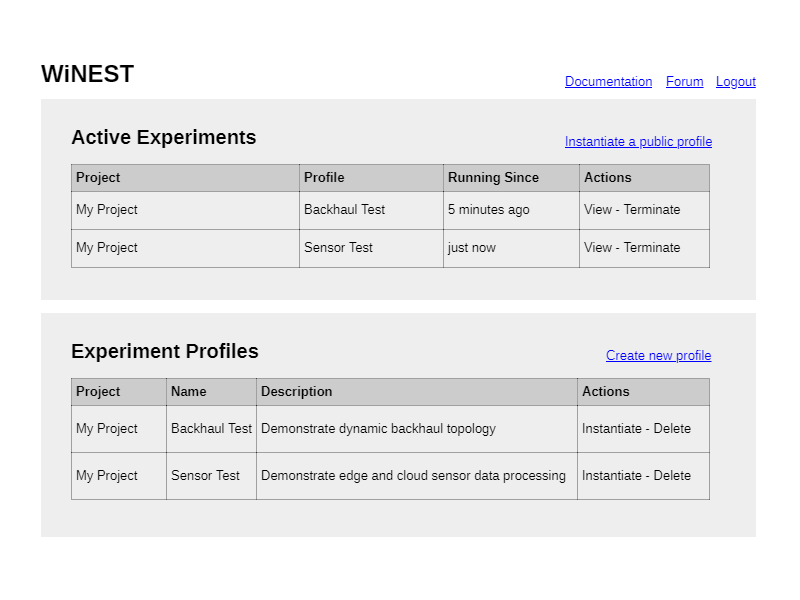 WiNEST
Documentation Forum Logout
Active Experiments
Instantiate a public profile
Project Profile Running Since Actions
My Project Backhaul Test 5 minutes ago View - Terminate
My Project Sensor Test just now View - Terminate
Experiment Profiles
Create new profile
Project Name Description Actions
My Project Backhaul Test Demonstrate dynamic backhaul topology Instantiate - Delete
My Project Sensor Test Demonstrate edge and cloud sensor data processing Instantiate - Delete